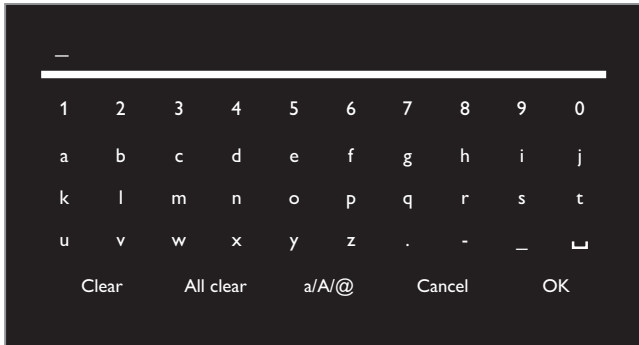 _
1 2 3 4 5 6 7 8 9 0
a b c d e f g h i j
k l m n o p q r s t
u v w x y z . - _ ␣
Clear All clear a/A/@ Cancel OK